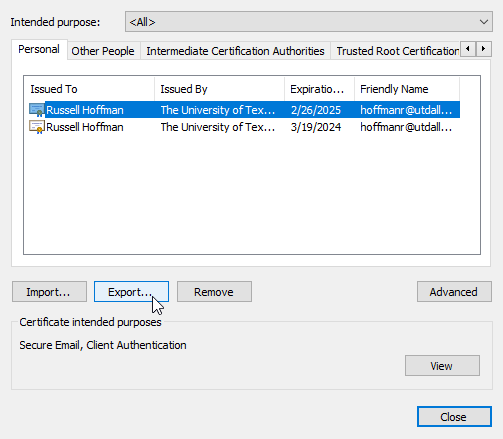 Intended purpose: <All>
Personal Other People Intermediate Certification Authorities Trusted Root Certification
Issued To Issued By Expiratio... Friendly Name
Russell Hoffman The University of Tex... 2/26/2025 hoffmanr@utdall...
Russell Hoffman The University of Tex... 3/19/2024 hoffmanr@utdall...
Import... Export... Remove Advanced
Certificate intended purposes
Secure Email, Client Authentication
View
Close